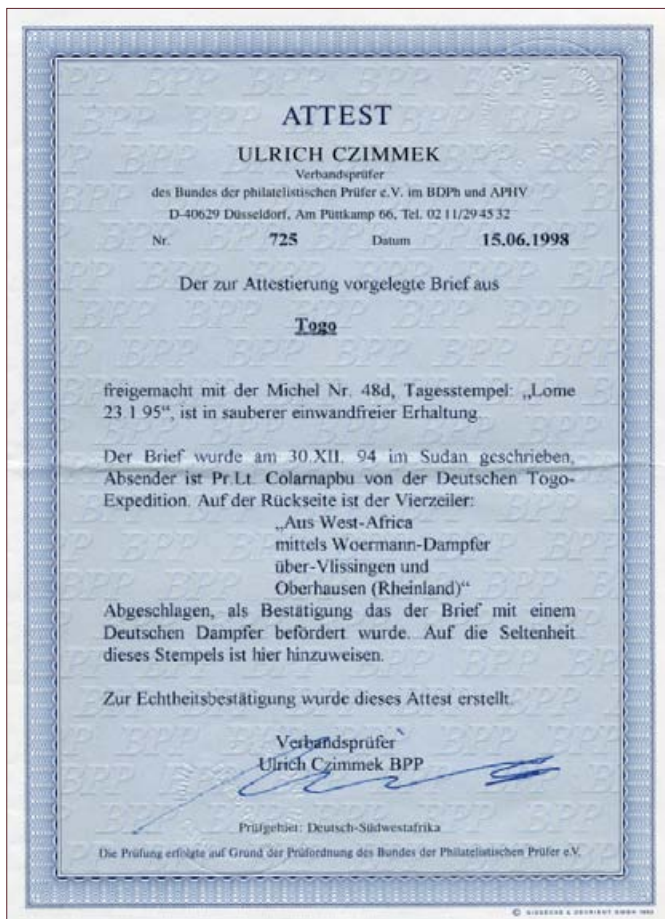 ATTEST
ULRICH CZIMMEK
Verbandsprüfer
des Bundes der philatelistischen Prüfer e.V. im BDPh und APHV
D-40629 Düsseldorf, Am Püttkamp 66, Tel. 02 11/29 45 32
Nr. 725 Datum 15.06.1998
Der zur Attestierung vorgelegte Brief aus
Togo
freigemacht mit der Michel Nr. 48d, Tagesstempel: „Lome
23 1 95“, ist in sauberer einwandfreier Erhaltung.
Der Brief wurde am 30.XII. 94 im Sudan geschrieben,
Absender ist Pr.Lt. Colarnapbu von der Deutschen Togo-
Expedition. Auf der Rückseite ist der Vierzeiler:
„Aus West-Africa
mittels Woermann-Dampfer
über-Vlissingen und
Oberhausen (Rheinland)“
Abgeschlagen, als Bestätigung das der Brief mit einem
Deutschen Dampfer befördert wurde. Auf die Seltenheit
dieses Stempels ist hier hinzuweisen.
Zur Echtheitsbestätigung wurde dieses Attest erstellt.
Verbandsprüfer
Ulrich Czimmek BPP
Prüfgebiet: Deutsch-Südwestafrika
Die Prüfung erfolgte auf Grund der Prüfordnung des Bundes der Philatelistischen Prüfer e.V.